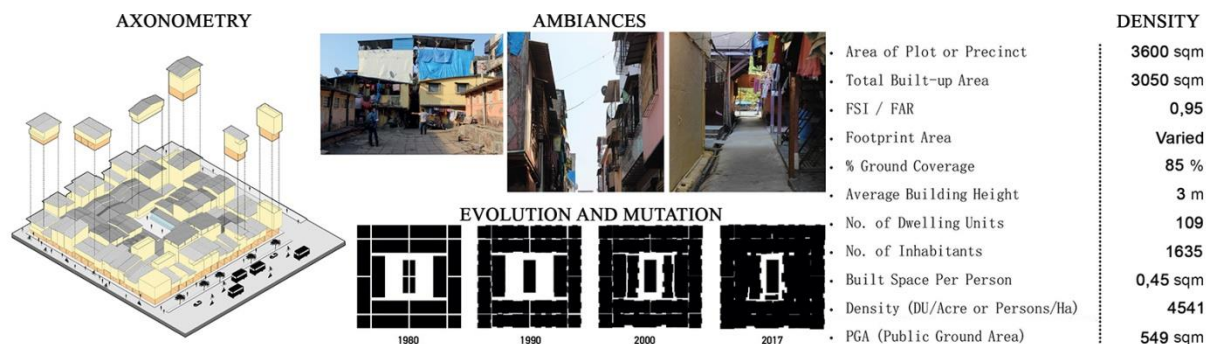 AXONOMETRY
AMBIANCES
EVOLUTION AND MUTATION
1980
1990
2000
2017
DENSITY
• Area of Plot or Precinct 3600 sqm
• Total Built-up Area 3050 sqm
• FSI / FAR 0,95
• Footprint Area Varied
• % Ground Coverage 85 %
• Average Building Height 3 m
• No. of Dwelling Units 109
• No. of Inhabitants 1635
• Built Space Per Person 0,45 sqm
• Density (DU/Acre or Persons/Ha) 4541
• PGA (Public Ground Area) 549 sqm